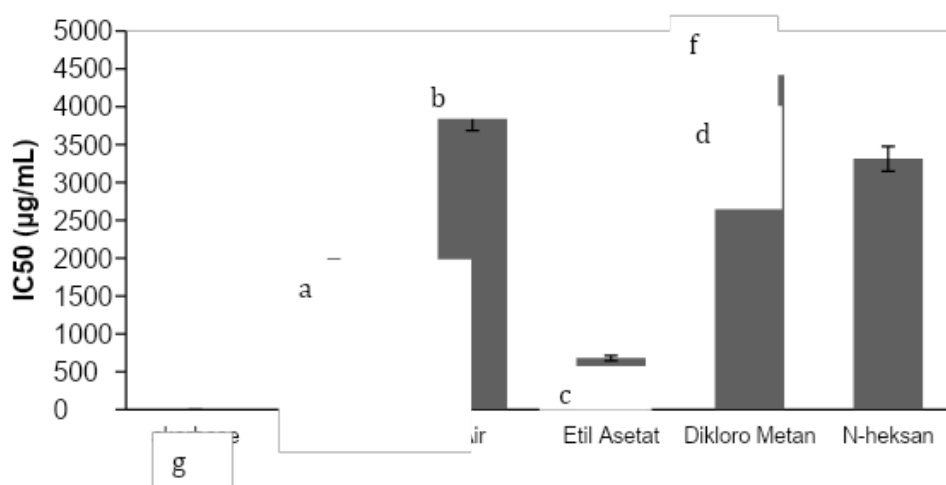 IC50 (µg/mL)
5000
4500
4000
3500
3000
2500
2000
1500
1000
500
0
f
b
d
a
c
Etil Asetat
Dikloro Metan
N-heksan
g